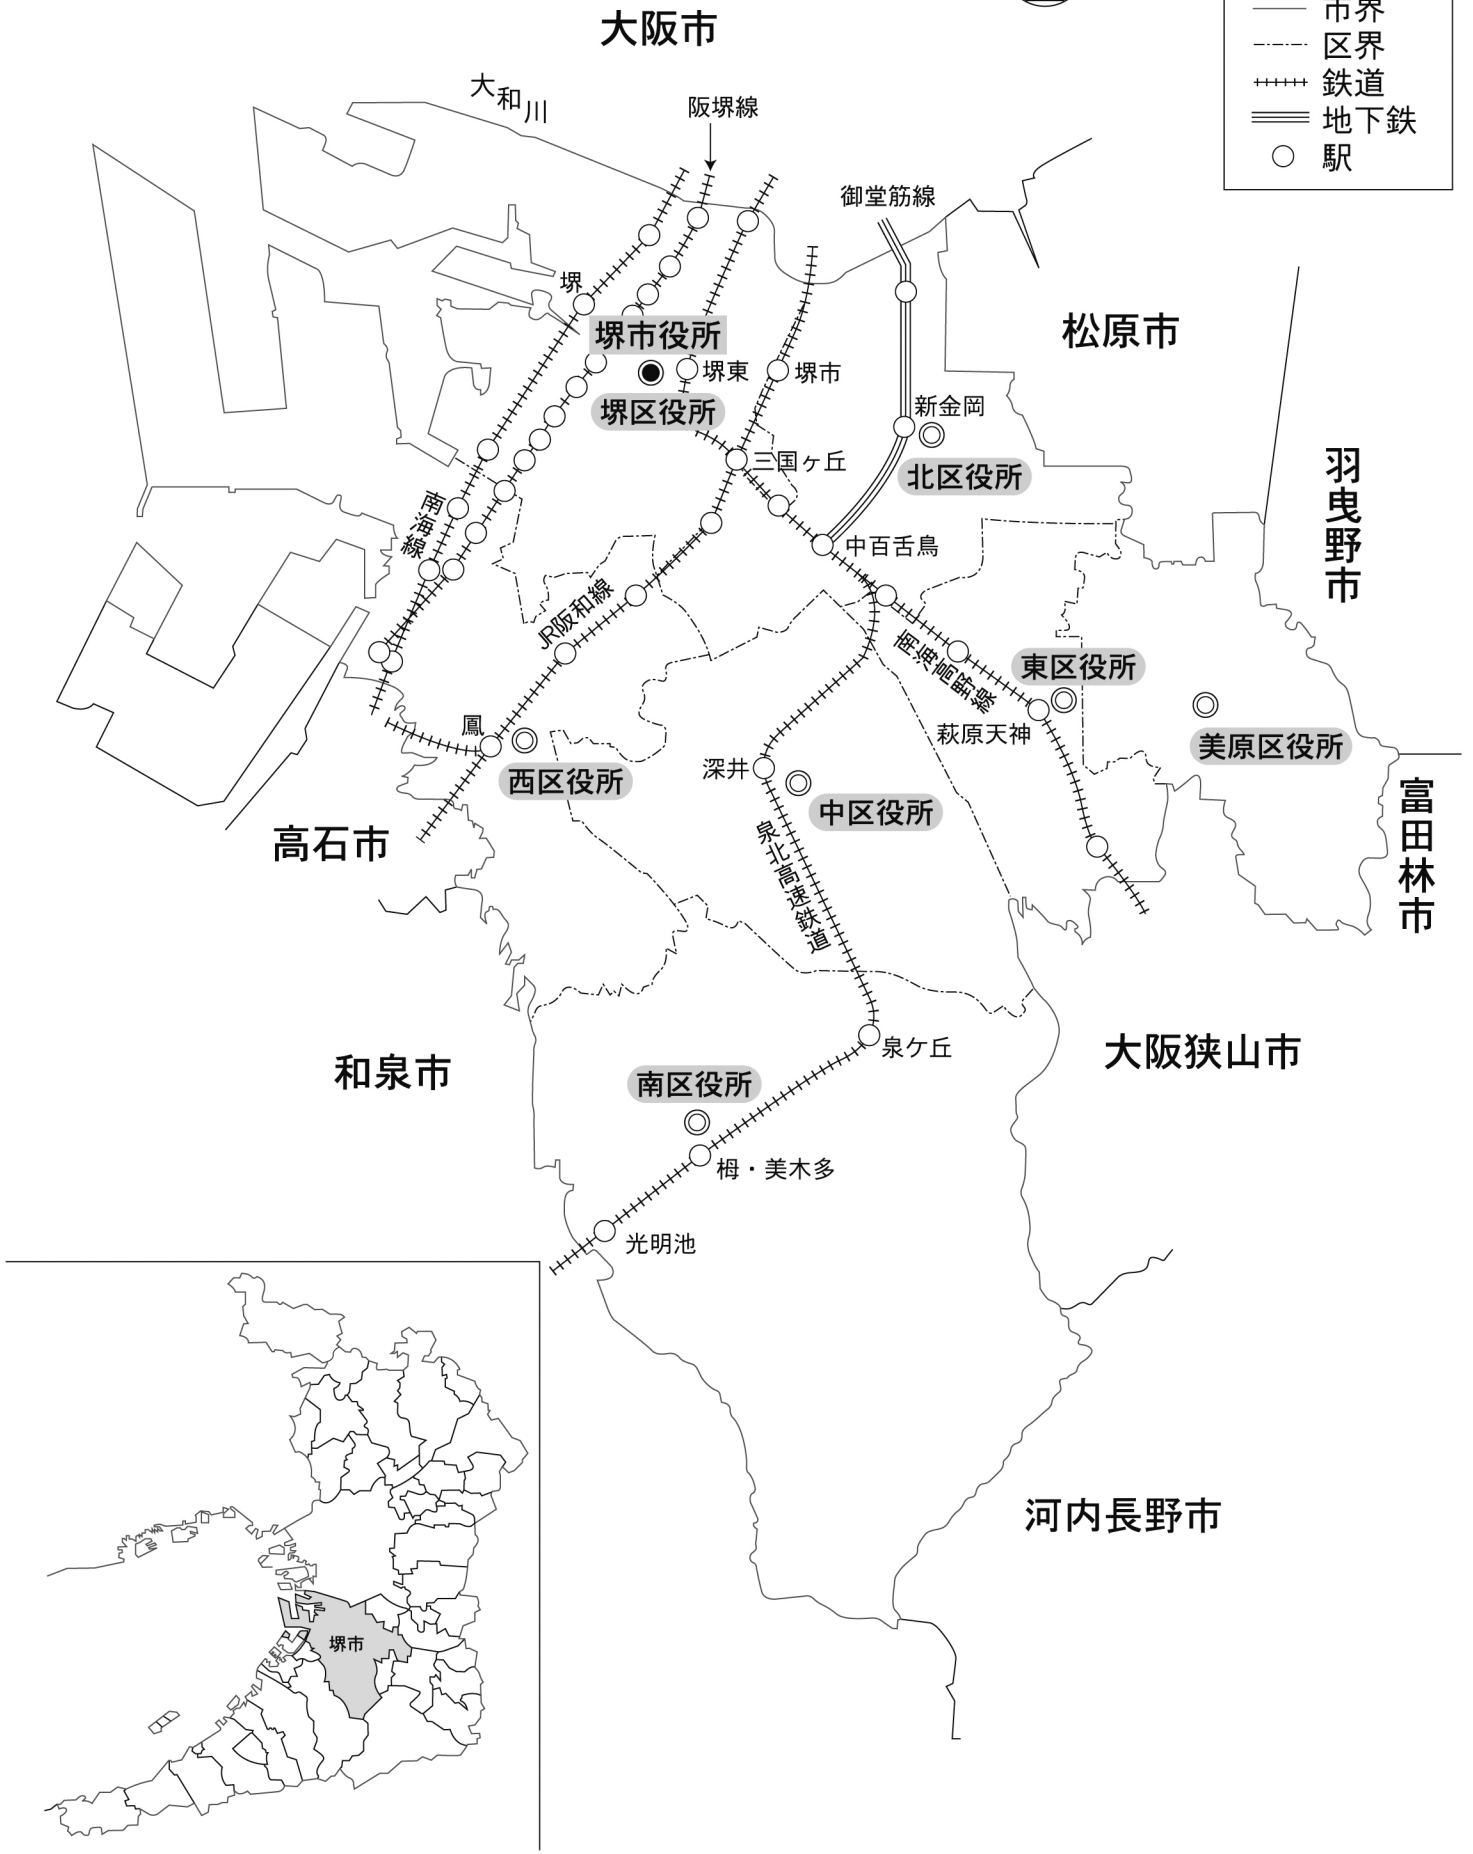 大阪市
市界
区界
鉄道
地下鉄
駅
大和川
阪堺線
御堂筋線
松原市
堺
堺市役所
堺東
堺市
堺区役所
新金岡
北区役所
三国ヶ丘
羽曳野市
南海線
中百舌鳥
JR阪和線
南海高野線
東区役所
萩原天神
美原区役所
鳳
西区役所
深井
中区役所
富田林市
高石市
泉北高速鉄道
和泉市
大阪狭山市
泉ケ丘
南区役所
栂・美木多
光明池
河内長野市
堺市